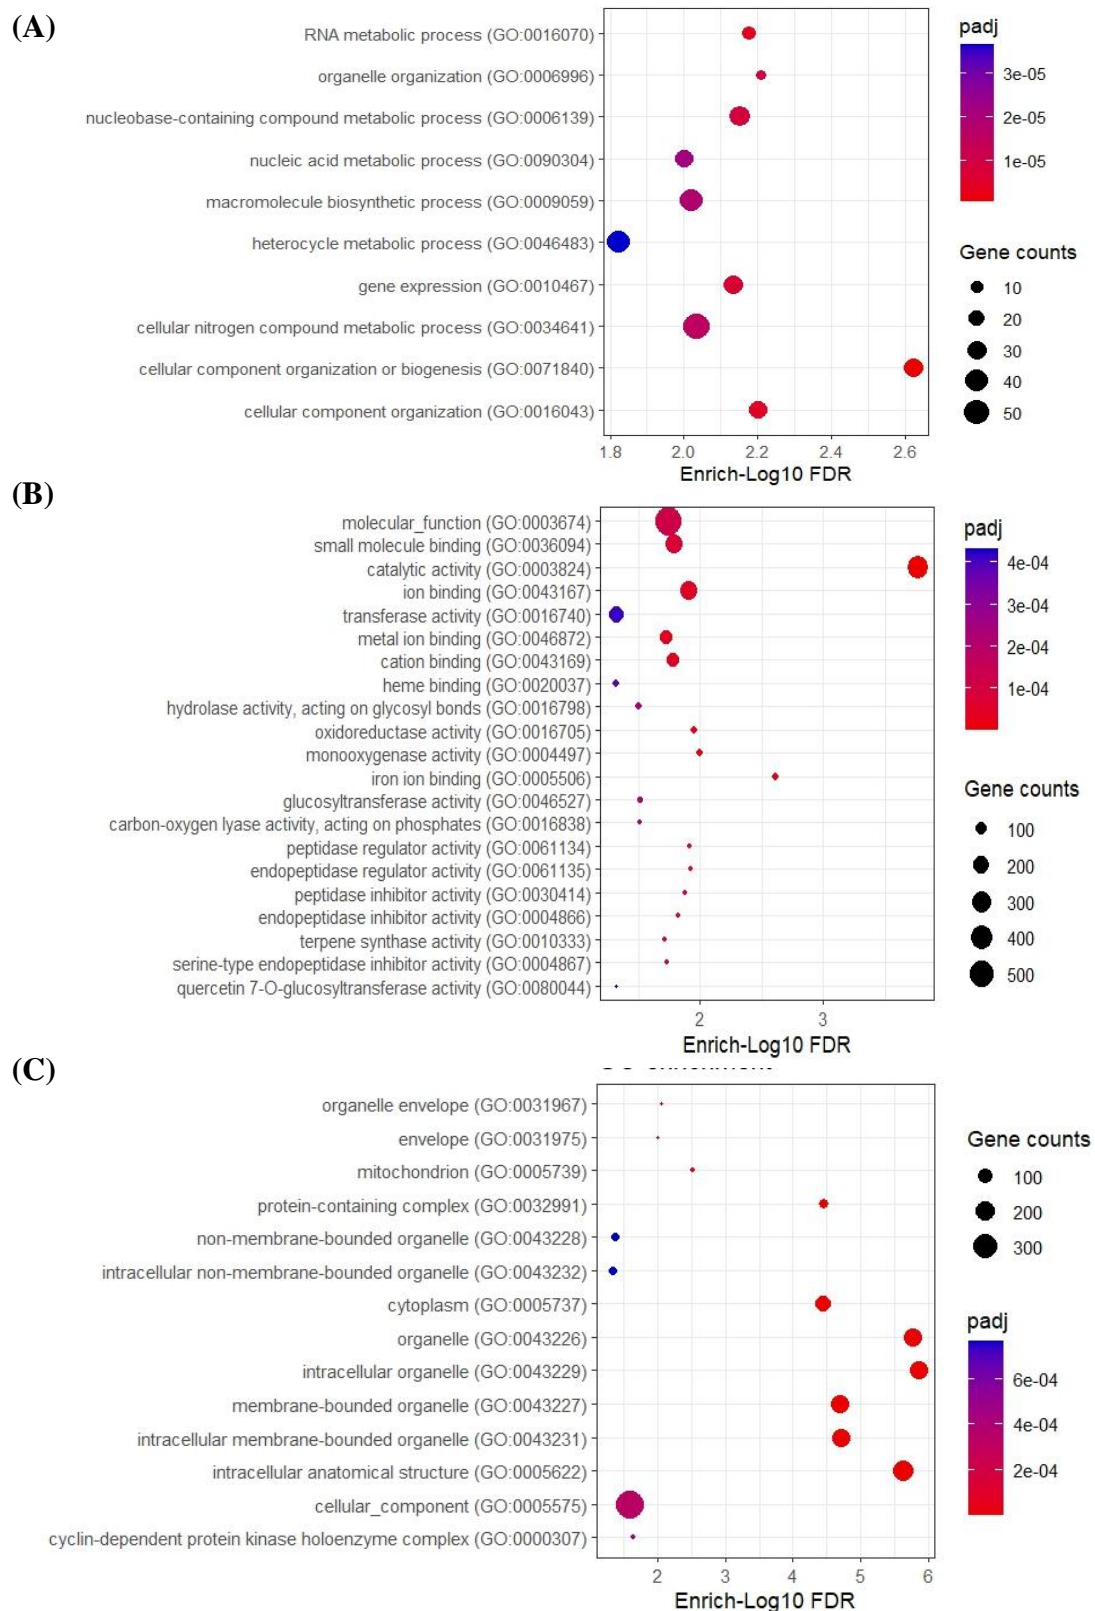 (A)
RNA metabolic process (GO:0016070)
organelle organization (GO:0006996)
nucleobase-containing compound metabolic process (GO:0006139)
nucleic acid metabolic process (GO:0090304)
macromolecule biosynthetic process (GO:0009059)
heterocycle metabolic process (GO:0046483)
gene expression (GO:0010467)
cellular nitrogen compound metabolic process (GO:0034641)
cellular component organization or biogenesis (GO:0071840)
cellular component organization (GO:0016043)
1.8 2.0 2.2 2.4 2.6
Enrich-Log10 FDR
padj
3e-05
2e-05
1e-05
Gene counts
10
20
30
40
50
(B)
molecular_function (GO:0003674)
small molecule binding (GO:0036094)
catalytic activity (GO:0003824)
ion binding (GO:0043167)
transferase activity (GO:0016740)
metal ion binding (GO:0046872)
cation binding (GO:0043169)
heme binding (GO:0020037)
hydrolase activity, acting on glycosyl bonds (GO:0016798)
oxidoreductase activity (GO:0016705)
monooxygenase activity (GO:0004497)
iron ion binding (GO:0005506)
glucosyltransferase activity (GO:0046527)
carbon-oxygen lyase activity, acting on phosphates (GO:0016838)
peptidase regulator activity (GO:0061134)
endopeptidase regulator activity (GO:0061135)
peptidase inhibitor activity (GO:0030414)
endopeptidase inhibitor activity (GO:0004866)
terpene synthase activity (GO:0010333)
serine-type endopeptidase inhibitor activity (GO:0004867)
quercetin 7-O-glucosyltransferase activity (GO:0080044)
2 3
Enrich-Log10 FDR
padj
4e-04
3e-04
2e-04
1e-04
Gene counts
100
200
300
400
500
(C)
organelle envelope (GO:0031967)
envelope (GO:0031975)
mitochondrion (GO:0005739)
protein-containing complex (GO:0032991)
non-membrane-bounded organelle (GO:0043228)
intracellular non-membrane-bounded organelle (GO:0043232)
cytoplasm (GO:0005737)
organelle (GO:0043226)
intracellular organelle (GO:0043229)
membrane-bounded organelle (GO:0043227)
intracellular membrane-bounded organelle (GO:0043231)
intracellular anatomical structure (GO:0005622)
cellular_component (GO:0005575)
cyclin-dependent protein kinase holoenzyme complex (GO:0000307)
2 3 4 5 6
Enrich-Log10 FDR
Gene counts
100
200
300
padj
6e-04
4e-04
2e-04